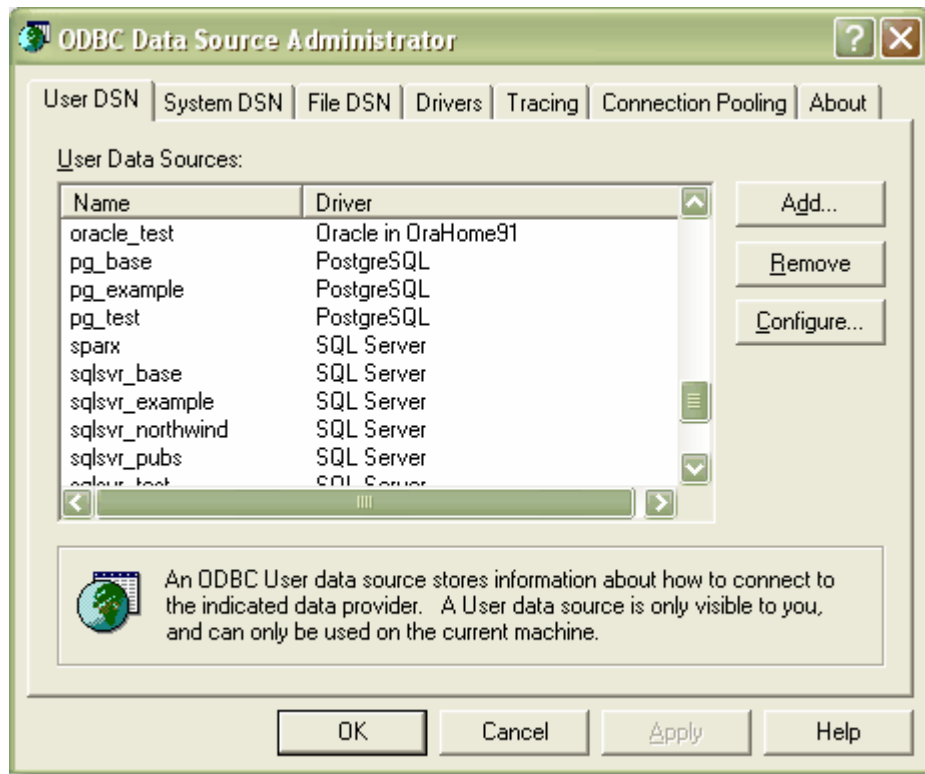 ODBC Data Source Administrator
User DSN System DSN File DSN Drivers Tracing Connection Pooling About
User Data Sources:
Name Driver
oracle_test Oracle in OraHome91
pg_base PostgreSQL
pg_example PostgreSQL
pg_test PostgreSQL
sparx SQL Server
sqlsvr_base SQL Server
sqlsvr_example SQL Server
sqlsvr_northwind SQL Server
sqlsvr_pubs SQL Server
Add...
Remove
Configure...
An ODBC User data source stores information about how to connect to
the indicated data provider. A User data source is only visible to you,
and can only be used on the current machine.
OK Cancel Apply Help